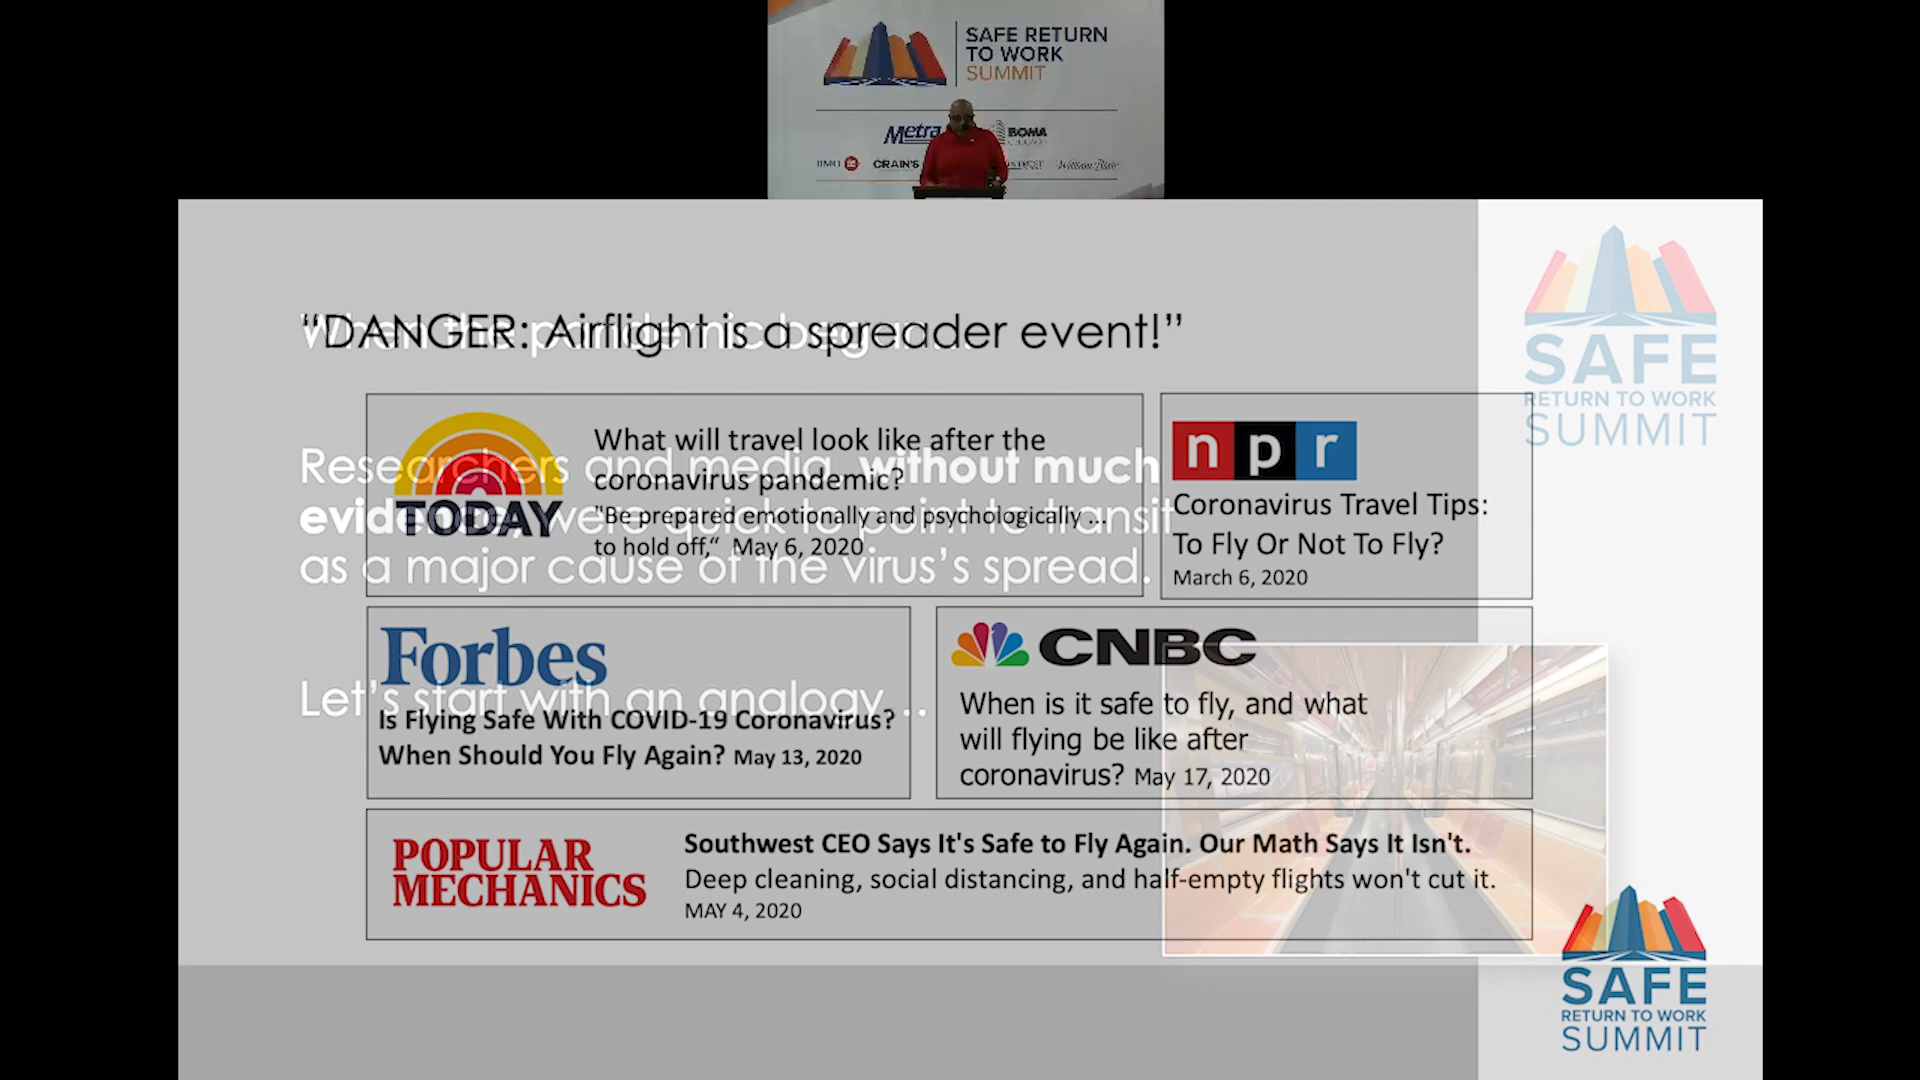 SAFE RETURN
TO WORK
SUMMIT
Metra
BOMA
CRAIN'S
William Blair
SAFE
RETURN TO WORK
SUMMIT
When the pandemic began
“DANGER: Airflight is a spreader event!”
Researchers and media, without much
evidence, were quick to point to transit
as a major cause of the virus’s spread.
Let’s start with an analogy...
TODAY
What will travel look like after the
coronavirus pandemic?
"Be prepared emotionally and psychologically ...
to hold off,“ May 6, 2020
npr
Coronavirus Travel Tips:
To Fly Or Not To Fly?
March 6, 2020
Forbes
Is Flying Safe With COVID-19 Coronavirus?
When Should You Fly Again? May 13, 2020
CNBC
When is it safe to fly, and what
will flying be like after
coronavirus? May 17, 2020
POPULAR
MECHANICS
Southwest CEO Says It's Safe to Fly Again. Our Math Says It Isn't.
Deep cleaning, social distancing, and half-empty flights won't cut it.
MAY 4, 2020
SAFE
RETURN TO WORK
SUMMIT